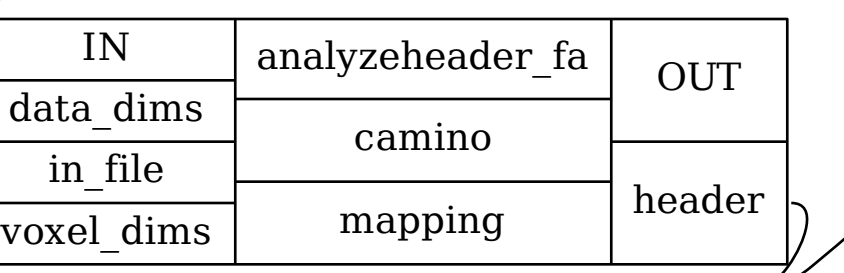 IN
data_dims
in_file
voxel_dims
analyzeheader_fa
camino
mapping
OUT
header